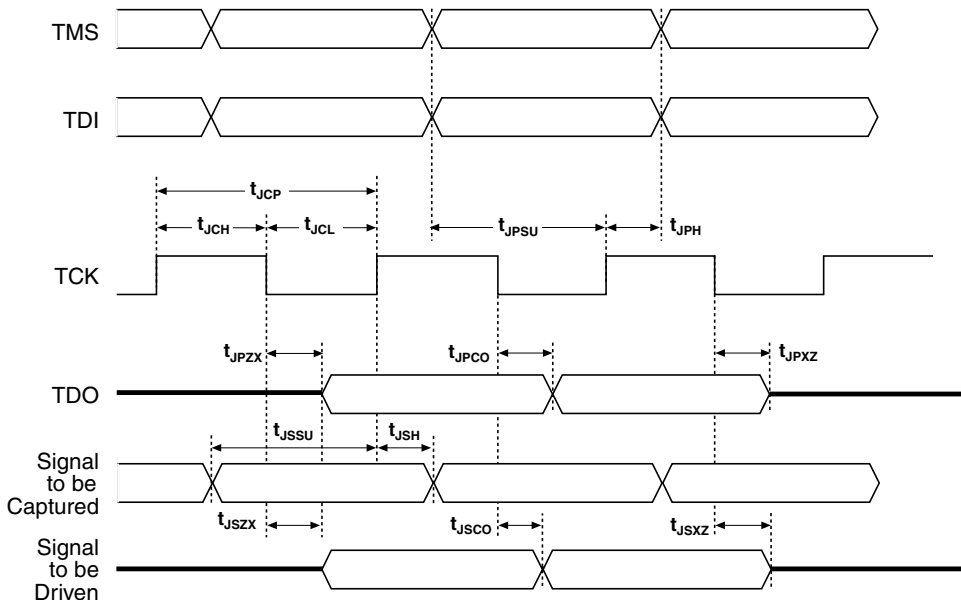 TMS
TDI
tJCP
tJCH
tJCL
tJPSU
tJPH
TCK
tJPZX
tJPCO
tJPXZ
TDO
tJSSU
tJSH
Signal
to be
Captured
tJSZX
tJSCO
tJSXZ
Signal
to be
Driven